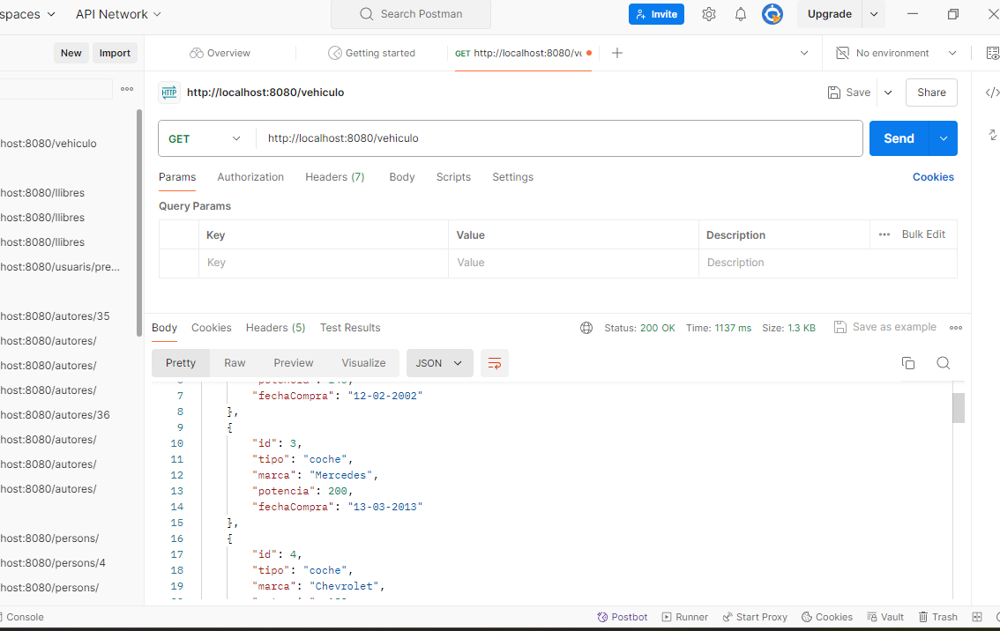 spaces API Network Search Postman Invite Upgrade
New Import Overview Getting started GET http://localhost:8080/ve No environment
HTTP http://localhost:8080/vehiculo Save Share
host:8080/vehiculo
host:8080/llibres
host:8080/llibres
host:8080/llibres
host:8080/usuaris/pre...
host:8080/autores/35
host:8080/autores/
host:8080/autores/
host:8080/autores/
host:8080/autores/36
host:8080/autores/
host:8080/autores/
host:8080/autores/
host:8080/persons/
host:8080/persons/4
host:8080/persons/
GET http://localhost:8080/vehiculo Send
Params Authorization Headers (7) Body Scripts Settings Cookies
Query Params
Key Value Description Bulk Edit
Key Value Description
Body Cookies Headers (5) Test Results Status: 200 OK Time: 1137 ms Size: 1.3 KB Save as example
Pretty Raw Preview Visualize JSON
7 "fechaCompra": "12-02-2002"
8 },
9 {
10 "id": 3,
11 "tipo": "coche",
12 "marca": "Mercedes",
13 "potencia": 200,
14 "fechaCompra": "13-03-2013"
15 },
16 {
17 "id": 4,
18 "tipo": "coche",
19 "marca": "Chevrolet",
Console Postbot Runner Start Proxy Cookies Vault Trash